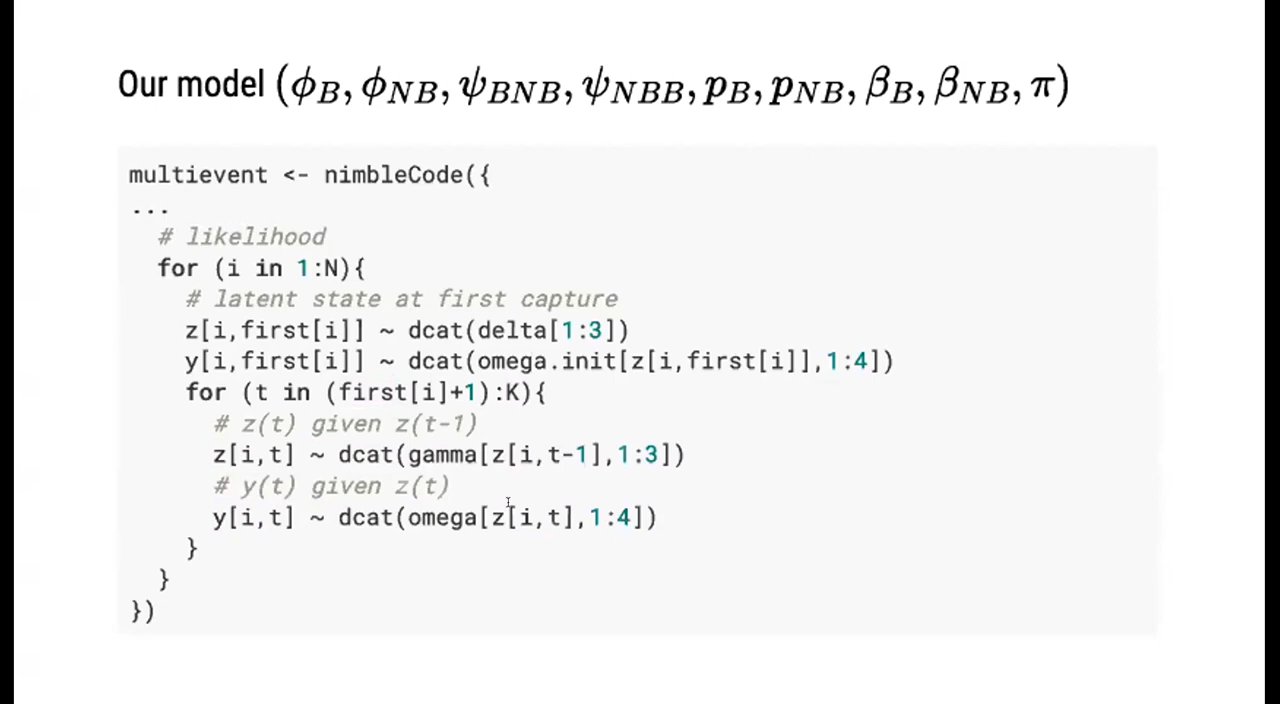 Our model (ϕ_B, ϕ_NB, ψ_BNB, ψ_NBB, p_B, p_NB, β_B, β_NB, π)
multievent <- nimbleCode({
...
  # likelihood
  for (i in 1:N){
    # latent state at first capture
    z[i,first[i]] ~ dcat(delta[1:3])
    y[i,first[i]] ~ dcat(omega.init[z[i,first[i]],1:4])
    for (t in (first[i]+1):K){
      # z(t) given z(t-1)
      z[i,t] ~ dcat(gamma[z[i,t-1],1:3])
      # y(t) given z(t)
      y[i,t] ~ dcat(omega[z[i,t],1:4])
    }
  }
})